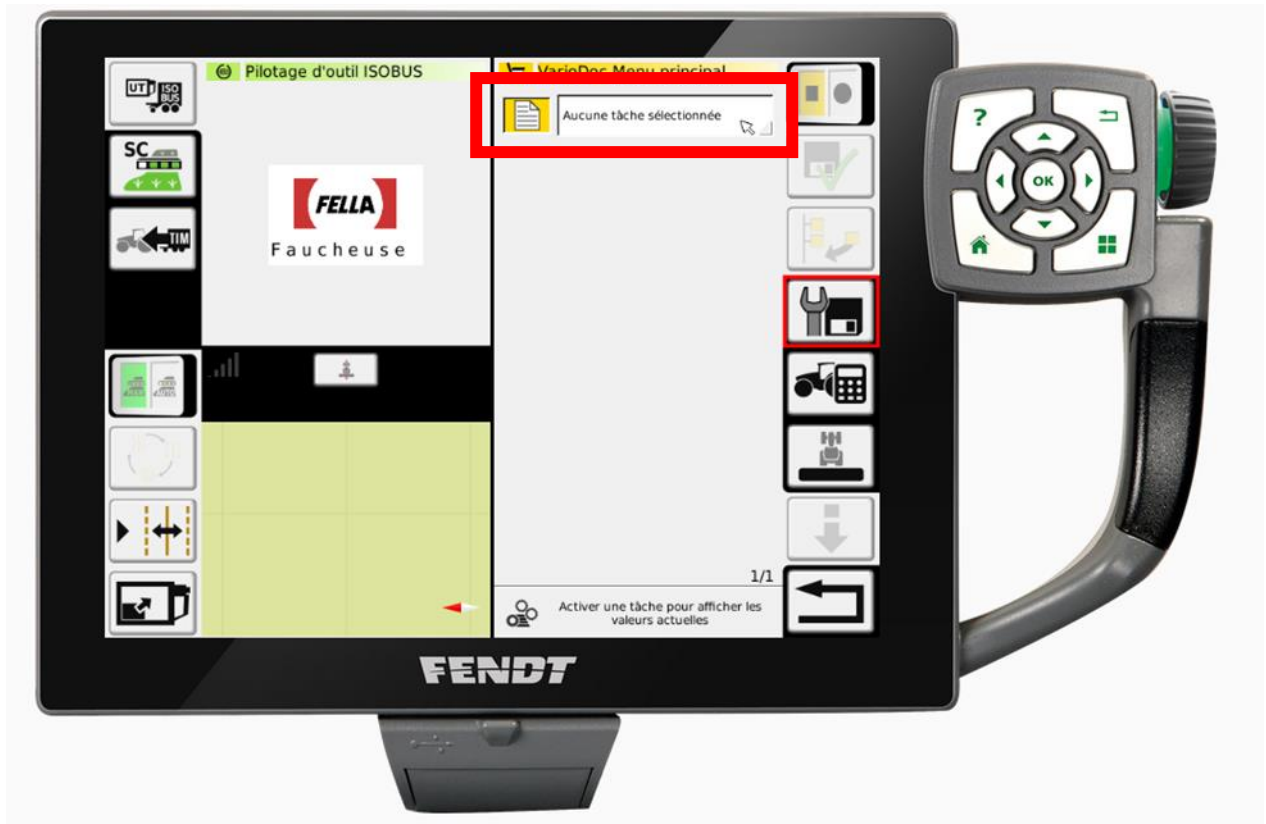 UT
ISO
BUS
Pilotage d'outil ISOBUS
VarioDoc Menu principal
Aucune tâche sélectionnée
?
SC
OK
FELLA
Faucheuse
TIM
1/1
Activer une tâche pour afficher les
valeurs actuelles
FENDT